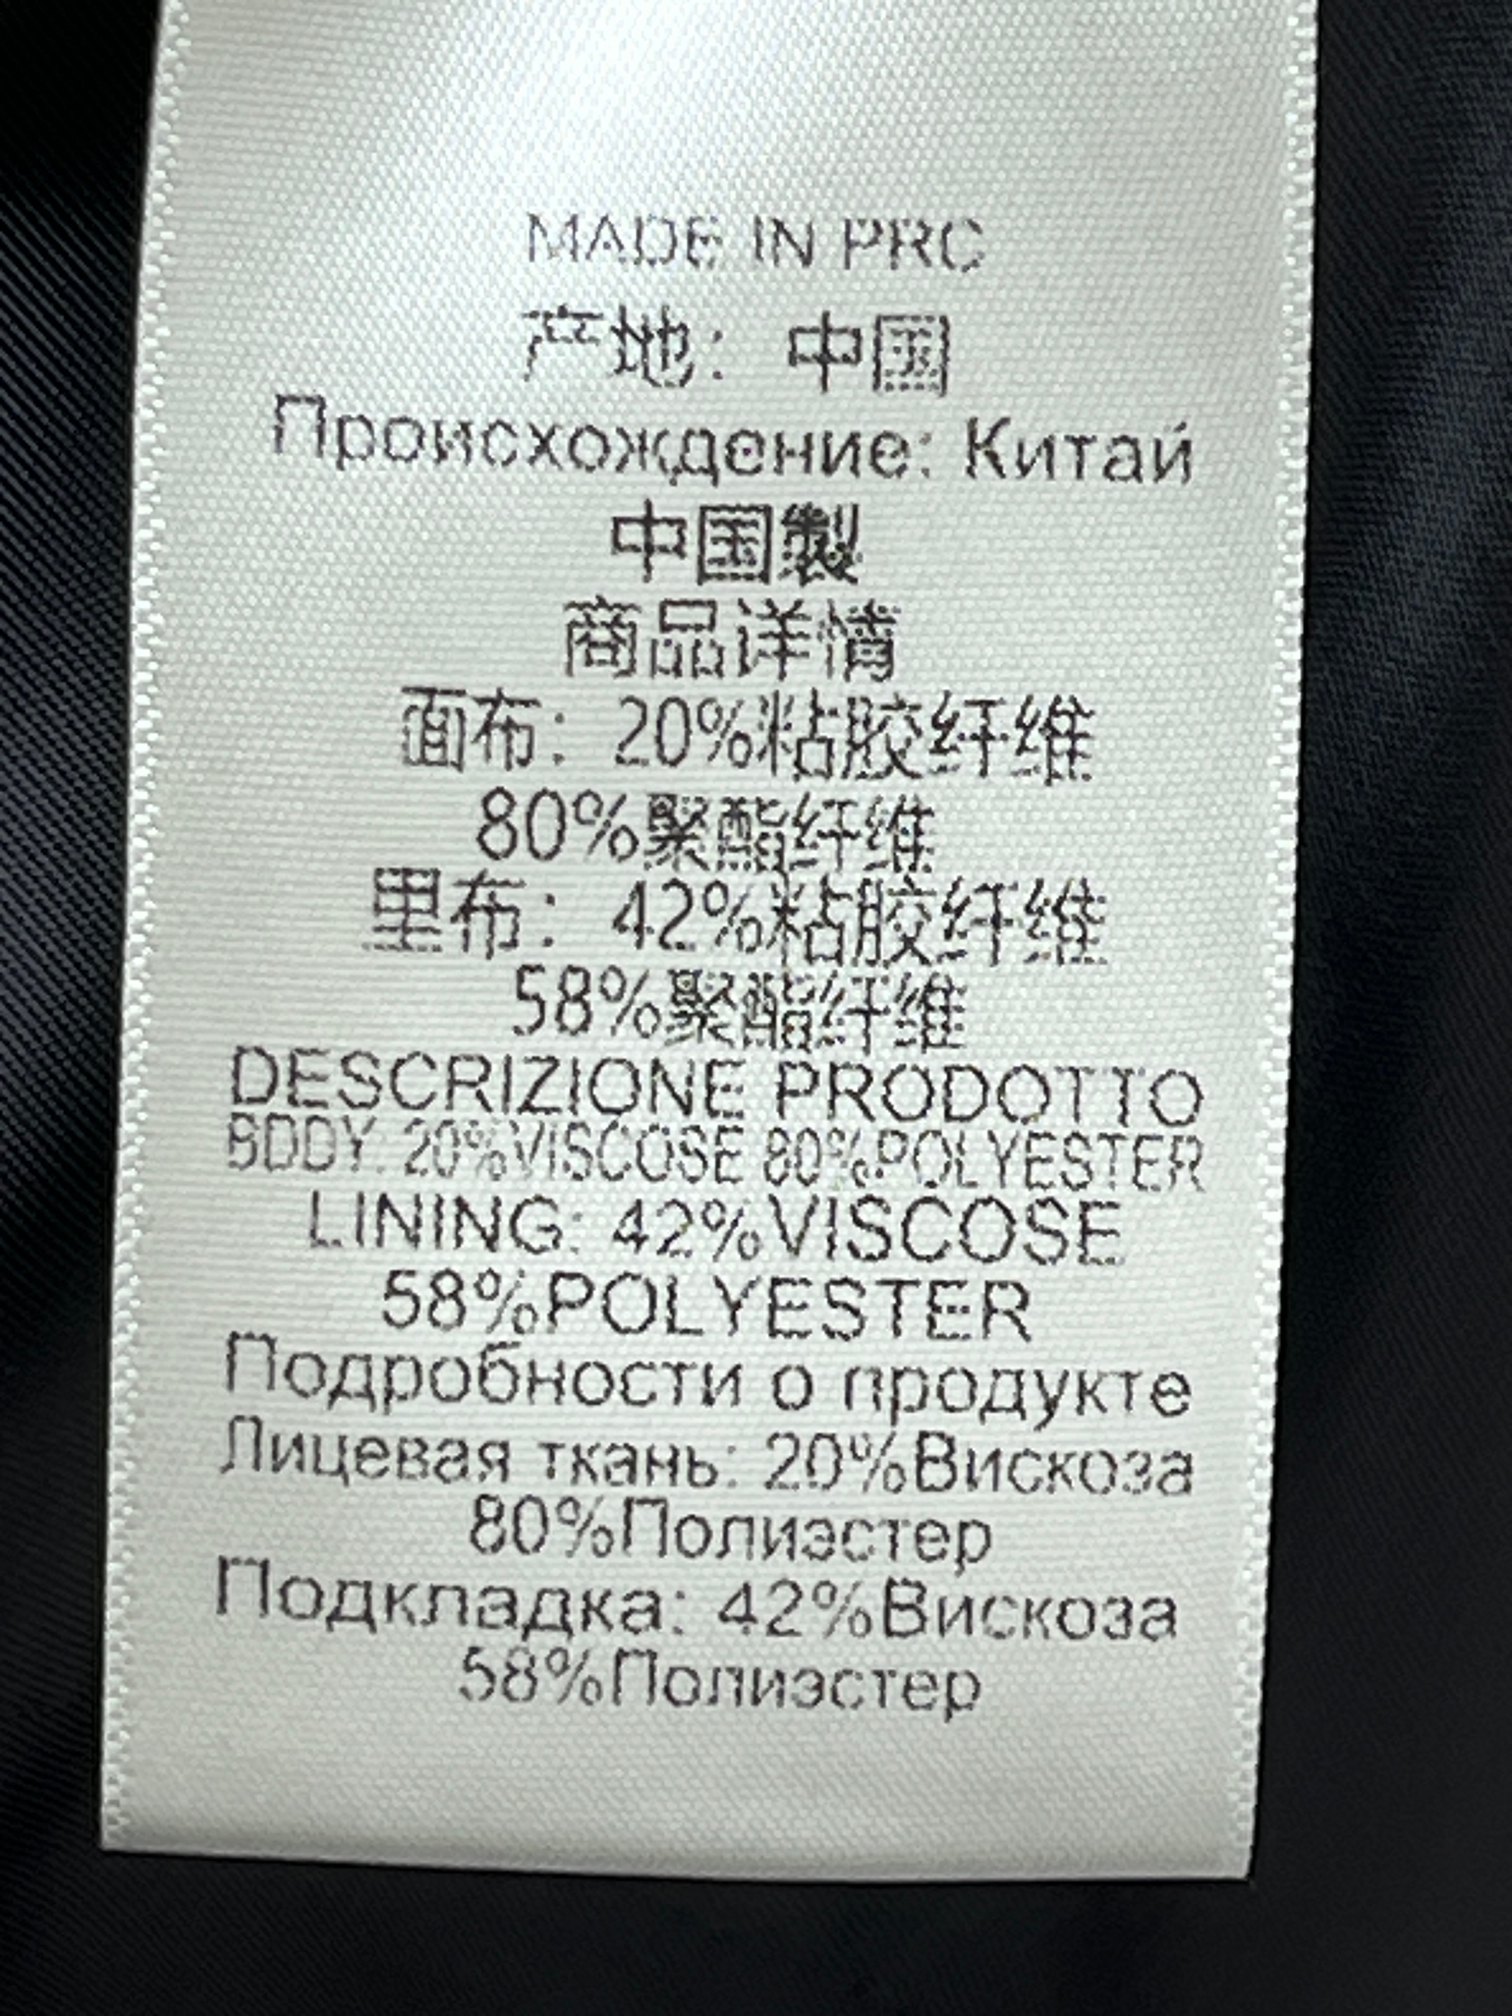 MADE IN PRC
产地：中国
Происхождение: Китай
中国製
商品详情
面布：20%粘胶纤维
80%聚酯纤维
里布：42%粘胶纤维
58%聚酯纤维
DESCRIZIONE PRODOTTO
BODY: 20%VISCOSE 80%POLYESTER
LINING: 42%VISCOSE
58%POLYESTER
Подробности о продукте
Лицевая ткань: 20%Вискоза
80%Полиэстер
Подкладка: 42%Вискоза
58%Полиэстер